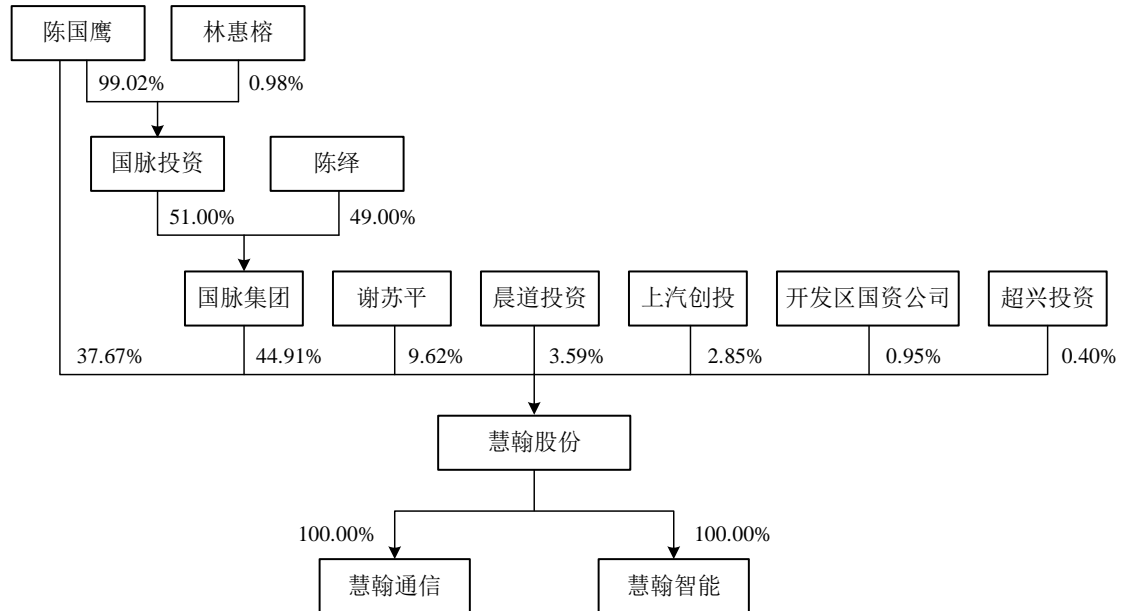 陈国鹰
林惠榕
99.02%
0.98%
国脉投资
陈绎
51.00%
49.00%
国脉集团
谢苏平
晨道投资
上汽创投
开发区国资公司
超兴投资
37.67%
44.91%
9.62%
3.59%
2.85%
0.95%
0.40%
慧翰股份
100.00%
100.00%
慧翰通信
慧翰智能